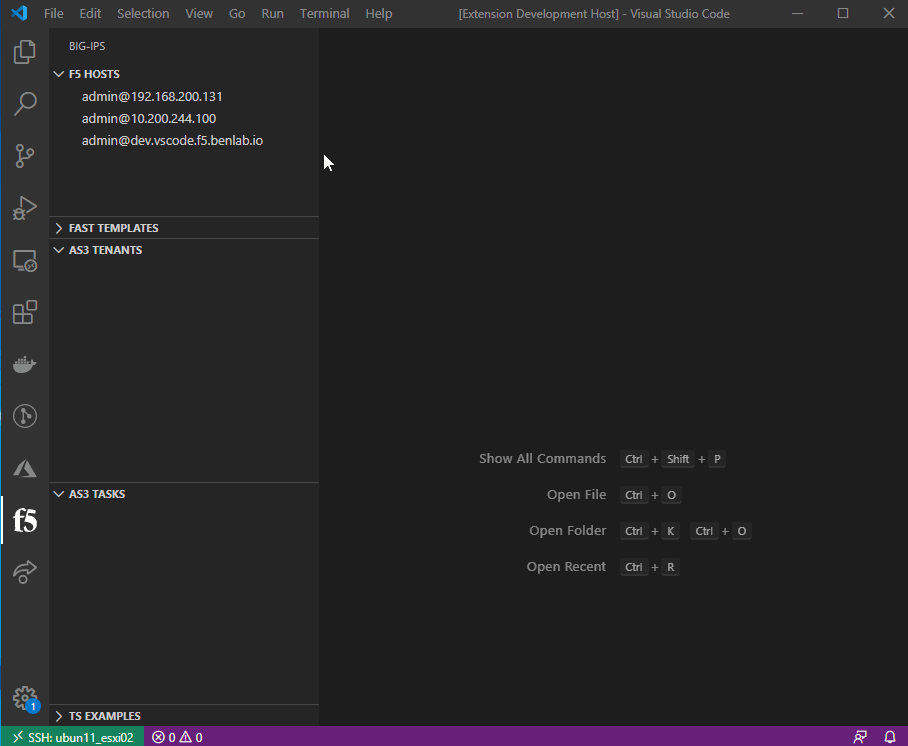 File Edit Selection View Go Run Terminal Help [Extension Development Host] - Visual Studio Code
BIG-IPS
F5 HOSTS
admin@192.168.200.131
admin@10.200.244.100
admin@dev.vscode.f5.benlab.io
FAST TEMPLATES
AS3 TENANTS
Show All Commands Ctrl + Shift + P
AS3 TASKS
Open File Ctrl + O
f5
Open Folder Ctrl + K Ctrl + O
Open Recent Ctrl + R
1
TS EXAMPLES
SSH: ubun11_esxi02 0 0